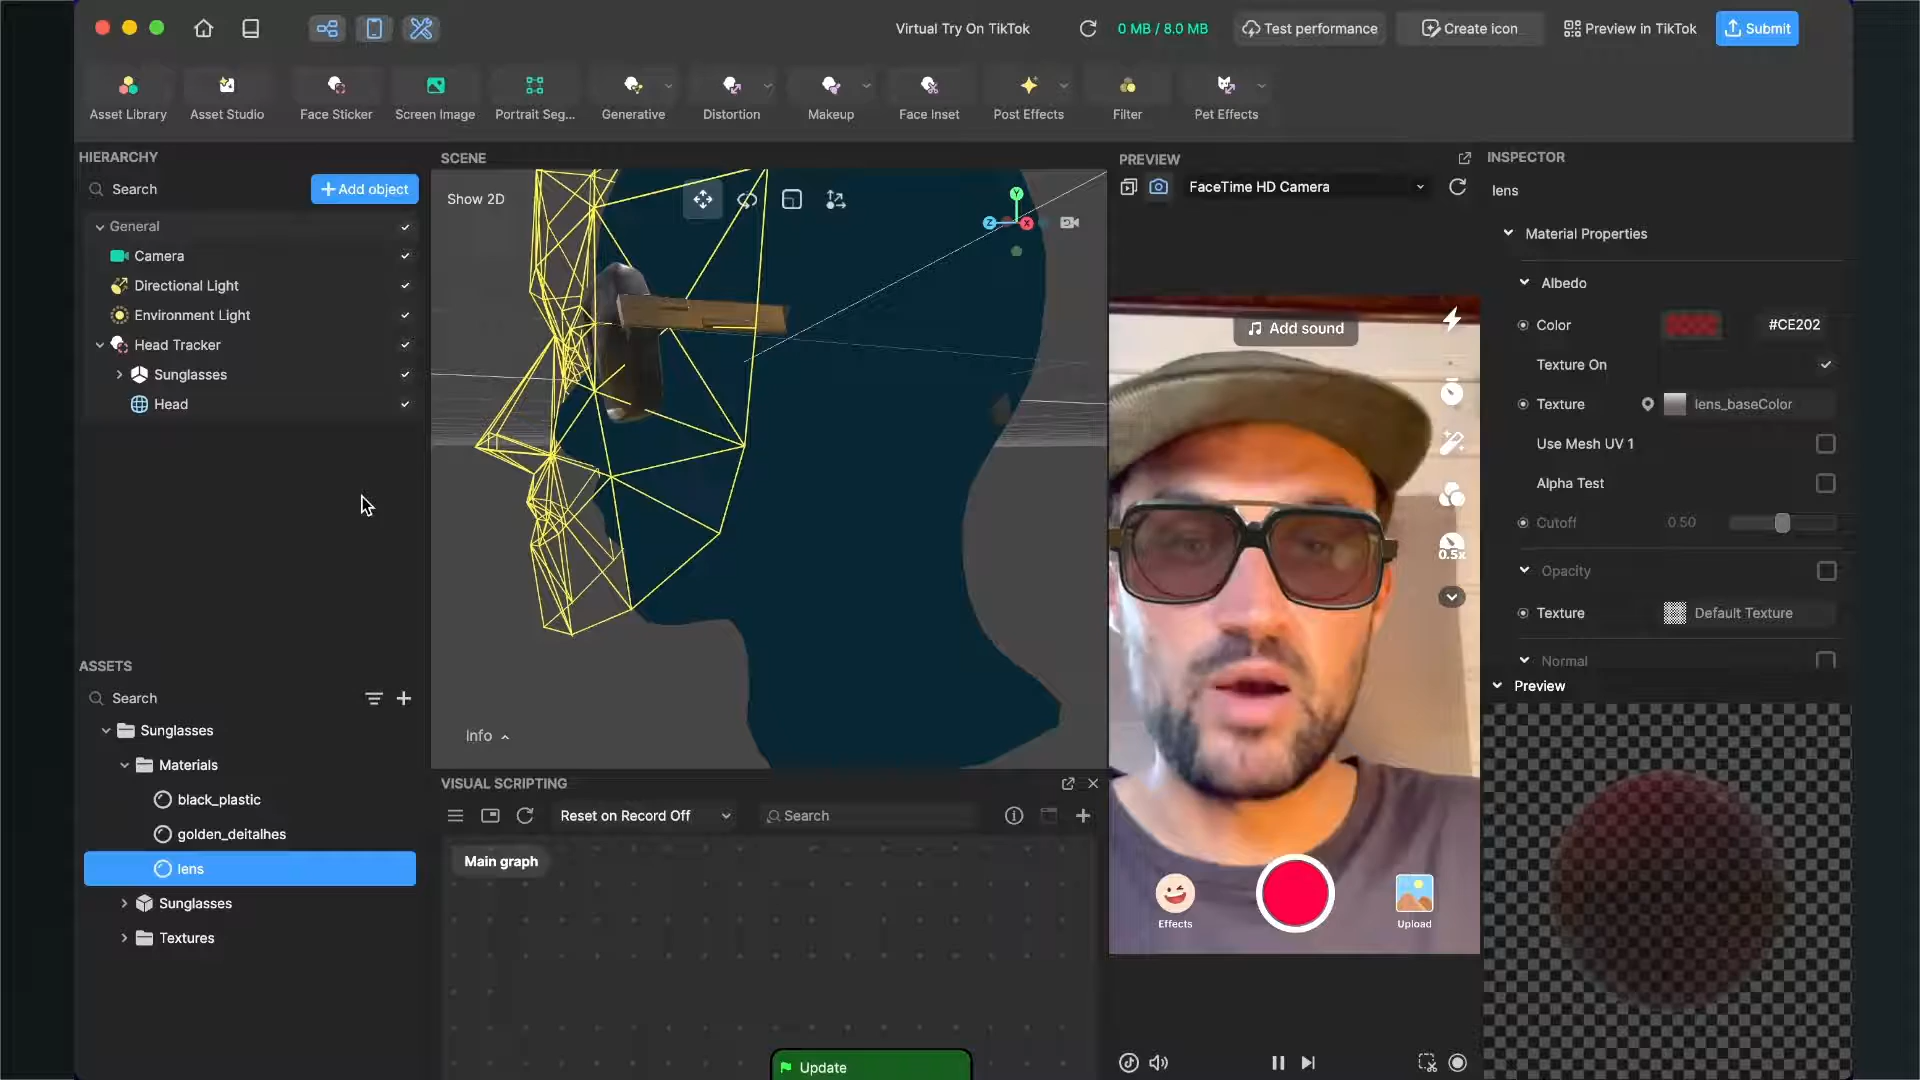 Virtual Try On TikTok
0 MB / 8.0 MB
Test performance
Create icon
Preview in TikTok
Submit
Asset Library
Asset Studio
Face Sticker
Screen Image
Portrait Seg...
Generative
Distortion
Makeup
Face Inset
Post Effects
Filter
Pet Effects
HIERARCHY
Search
Add object
General
Camera
Directional Light
Environment Light
Head Tracker
Sunglasses
Head
ASSETS
Search
Sunglasses
Materials
black_plastic
golden_deitalhes
lens
Sunglasses
Textures
SCENE
Show 2D
Y
Z
X
Info
VISUAL SCRIPTING
Reset on Record Off
Search
Main graph
Update
PREVIEW
FaceTime HD Camera
Add sound
0.5x
Effects
Upload
INSPECTOR
lens
Material Properties
Albedo
Color
#CE202
Texture On
Texture
lens_baseColor
Use Mesh UV 1
Alpha Test
Cutoff
0.50
Opacity
Texture
Default Texture
Normal
Preview